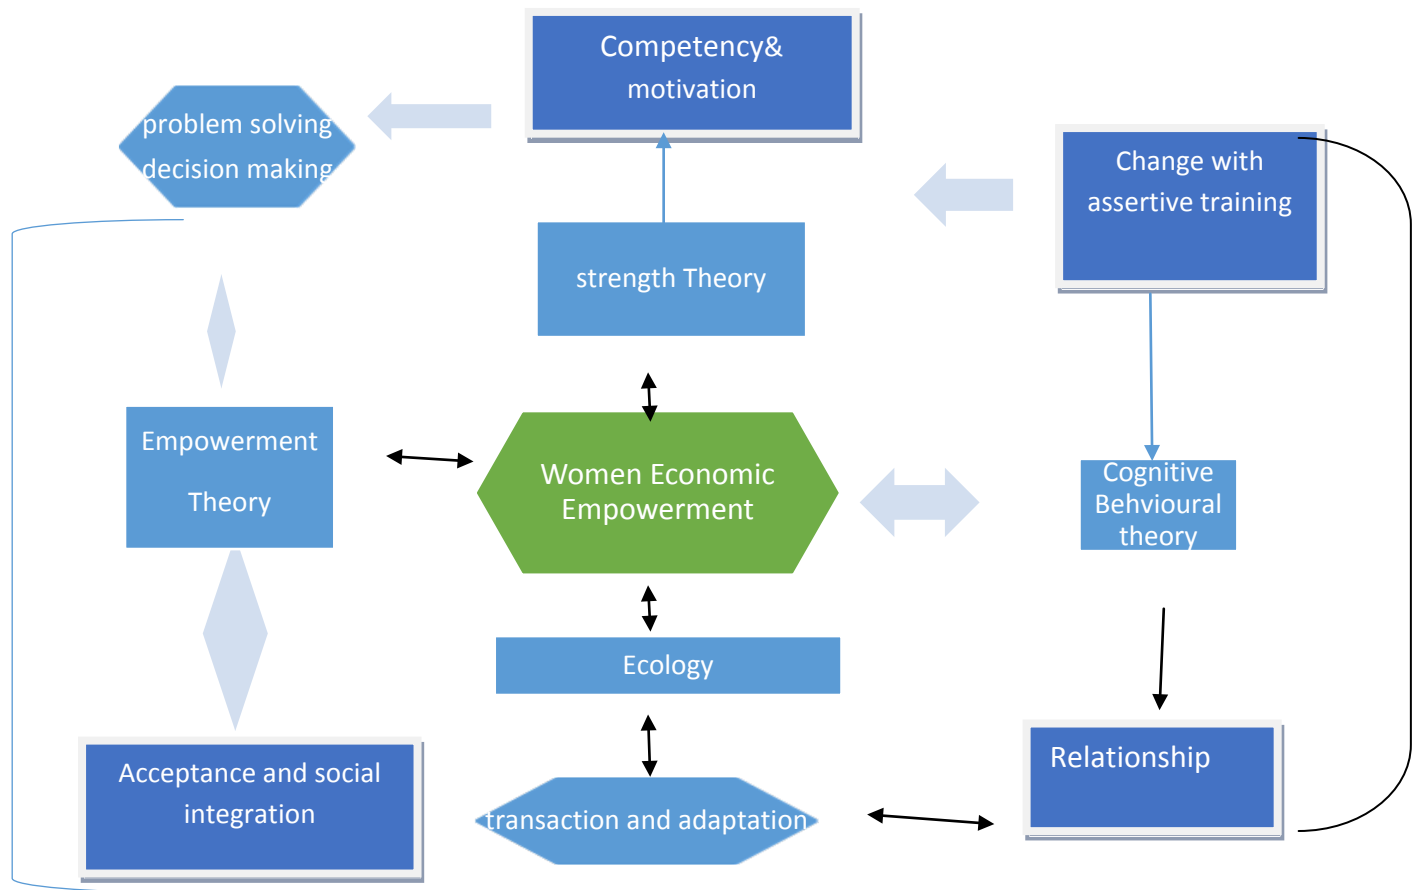 Competency&
motivation
problem solving
decision making
Change with
assertive training
strength Theory
Empowerment
Theory
Women Economic
Empowerment
Cognitive
Behvioural
theory
Ecology
Acceptance and social
integration
transaction and adaptation
Relationship